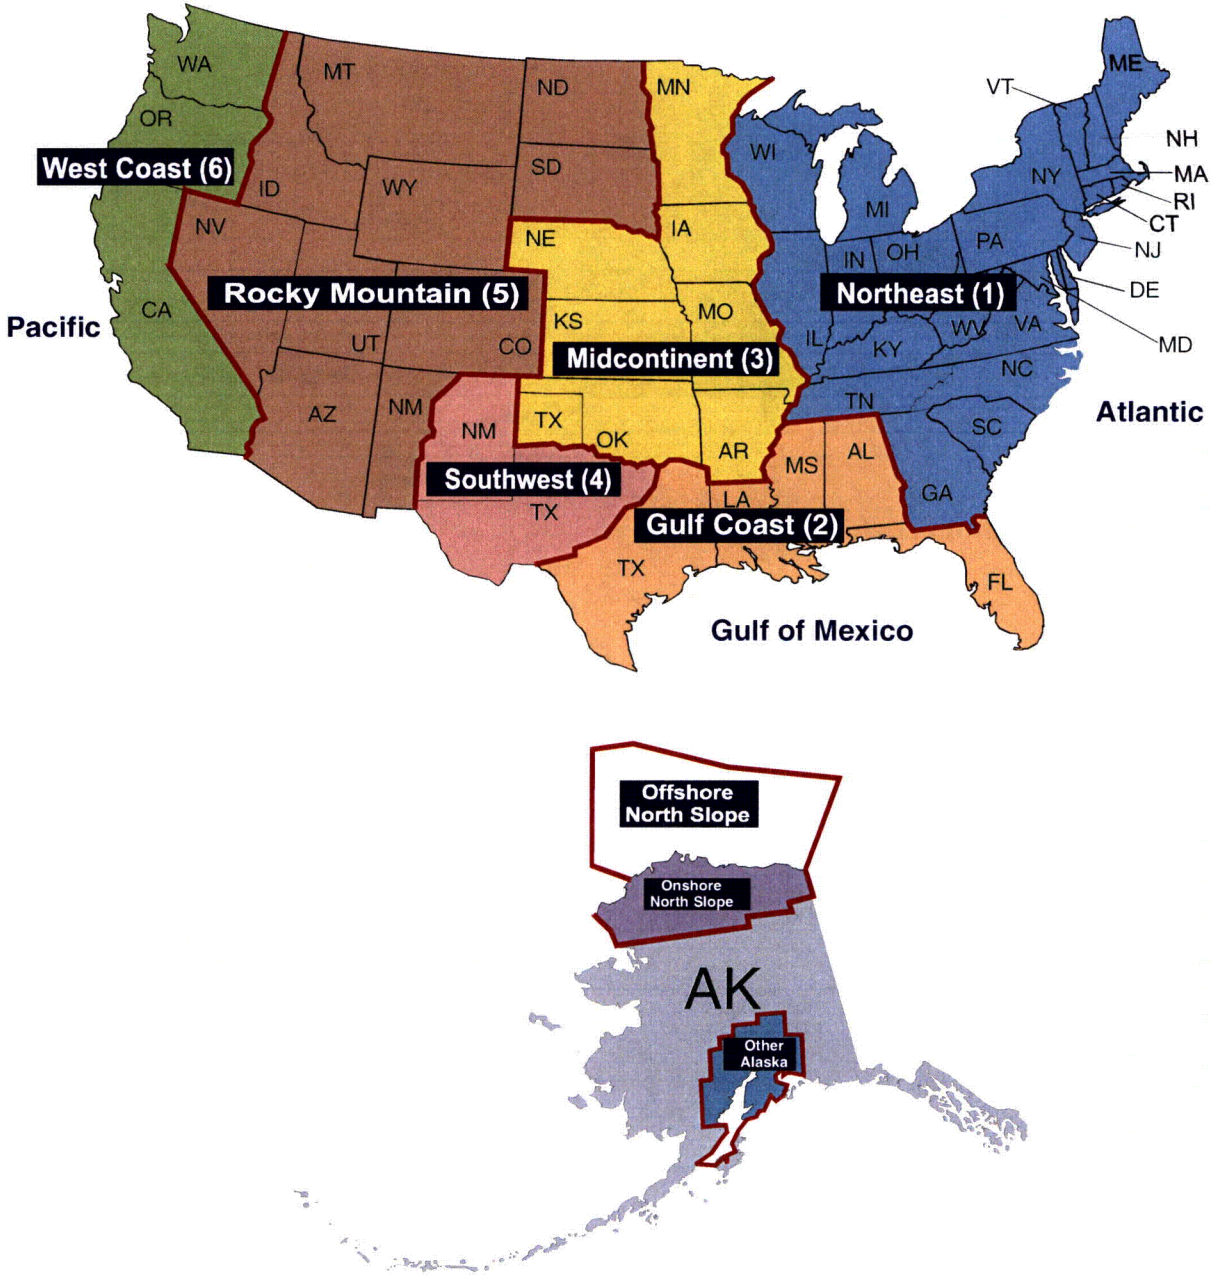 WA
MT
ND
MN
ME
VT
OR
NH
WI
West Coast (6)
ID
WY
SD
NY
MA
MI
RI
NV
NE
IA
CT
PA
NJ
IN
OH
Rocky Mountain (5)
Northeast (1)
DE
CA
KS
MO
Pacific
WV
VA
UT
CO
IL
KY
MD
Midcontinent (3)
NC
TN
AZ
NM
Atlantic
NM
TX
OK
SC
AR
MS
AL
Southwest (4)
GA
LA
TX
Gulf Coast (2)
TX
FL
Gulf of Mexico
Offshore
North Slope
Onshore
North Slope
AK
Other
Alaska